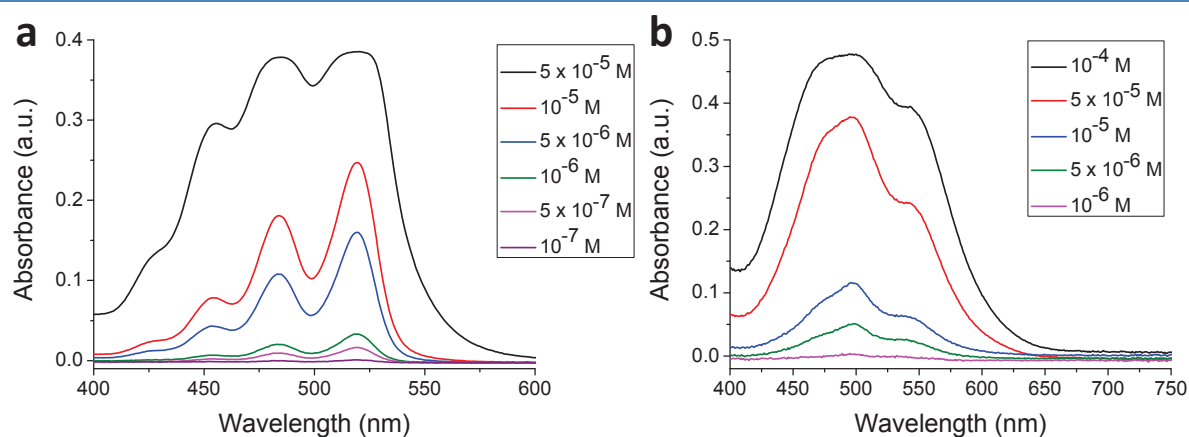 a
Absorbance (a.u.)
0.4
0.3
0.2
0.1
0.0
400 450 500 550 600
Wavelength (nm)
5 x 10⁻⁵ M
10⁻⁵ M
5 x 10⁻⁶ M
10⁻⁶ M
5 x 10⁻⁷ M
10⁻⁷ M
b
Absorbance (a.u.)
0.5
0.4
0.3
0.2
0.1
0.0
400 450 500 550 600 650 700 750
Wavelength (nm)
10⁻⁴ M
5 x 10⁻⁵ M
10⁻⁵ M
5 x 10⁻⁶ M
10⁻⁶ M